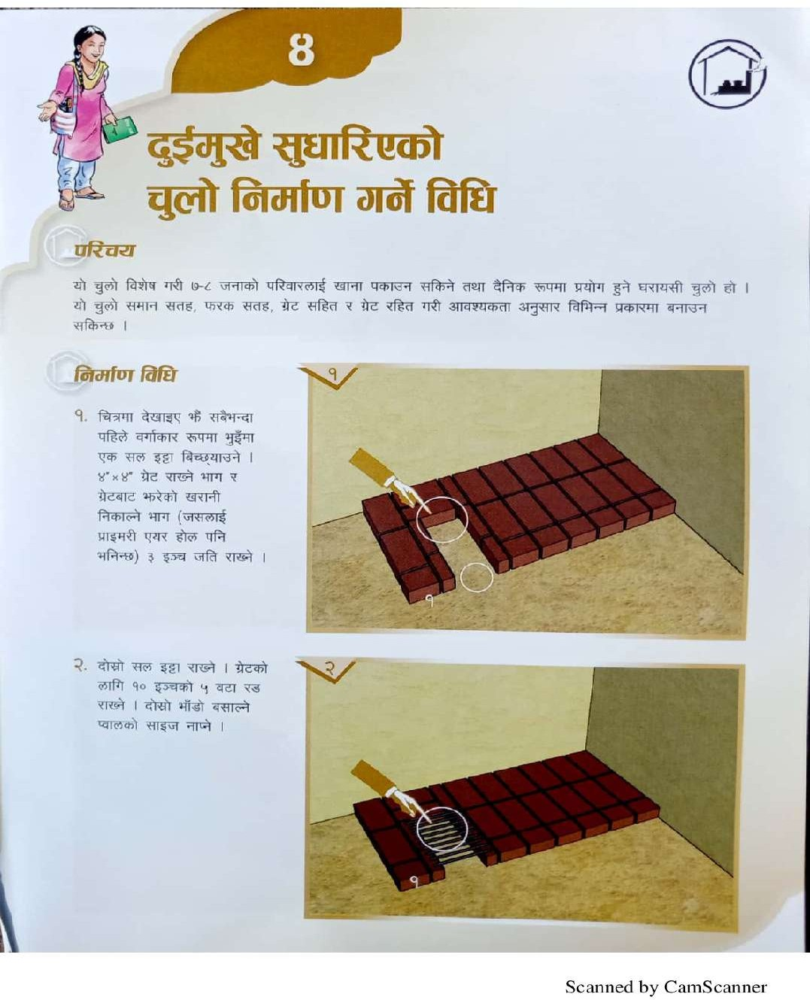 ४
दुईमुखे सुधारिएको
चुलो निर्माण गर्ने विधि
परिचय
यो चुलो विशेष गरी ७-८ जनाको परिवारलाई खाना पकाउन सकिने तथा दैनिक रूपमा प्रयोग हुने घरायसी चुलो हो ।
यो चुलो समान सतह, फरक सतह, ग्रेट सहित र ग्रेट रहित गरी आवश्यकता अनुसार विभिन्न प्रकारमा बनाउन
सकिन्छ ।
निर्माण विधि
१. चित्रमा देखाइए झैं सबैभन्दा
पहिले वर्गाकार रूपमा भुइँमा
एक सल इट्टा बिच्छ्याउने ।
४"×४" ग्रेट राख्ने भाग र
ग्रेटबाट झरेको खरानी
निकाल्ने भाग (जसलाई
प्राइमरी एयर होल पनि
भनिन्छ) ३ इञ्च जति राख्ने ।
१
१
२. दोस्रो सल इट्टा राख्ने । ग्रेटको
लागि १० इञ्चको ५ वटा रड
राख्ने । दोस्रो भाँडो बसाल्ने
प्वालको साइज नाप्ने ।
२
१
Scanned by CamScanner